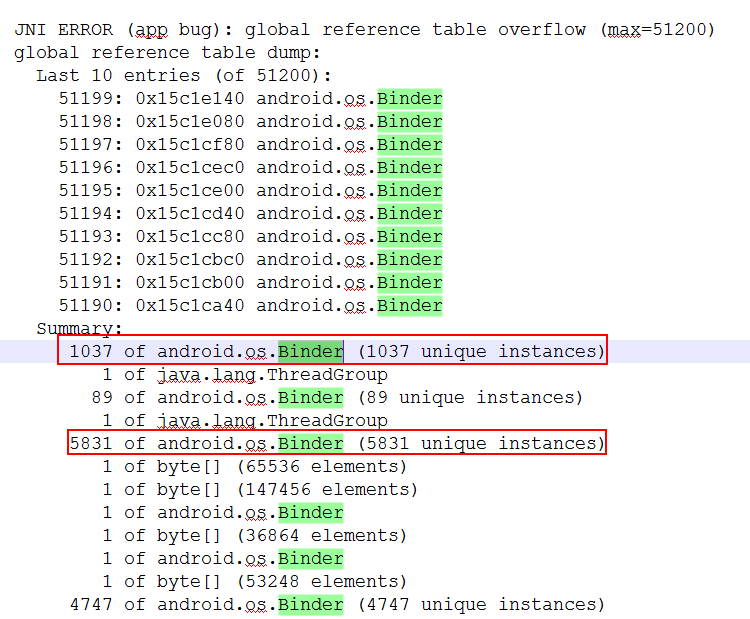 JNI ERROR (app bug): global reference table overflow (max=51200)
global reference table dump:
Last 10 entries (of 51200):
51199: 0x15c1e140 android.os.Binder
51198: 0x15c1e080 android.os.Binder
51197: 0x15c1cf80 android.os.Binder
51196: 0x15c1cec0 android.os.Binder
51195: 0x15c1ce00 android.os.Binder
51194: 0x15c1cd40 android.os.Binder
51193: 0x15c1cc80 android.os.Binder
51192: 0x15c1cbc0 android.os.Binder
51191: 0x15c1cb00 android.os.Binder
51190: 0x15c1ca40 android.os.Binder
Summary:
1037 of android.os.Binder (1037 unique instances)
1 of java.lang.ThreadGroup
89 of android.os.Binder (89 unique instances)
1 of java.lang.ThreadGroup
5831 of android.os.Binder (5831 unique instances)
1 of byte[] (65536 elements)
1 of byte[] (147456 elements)
1 of android.os.Binder
1 of byte[] (36864 elements)
1 of android.os.Binder
1 of byte[] (53248 elements)
4747 of android.os.Binder (4747 unique instances)